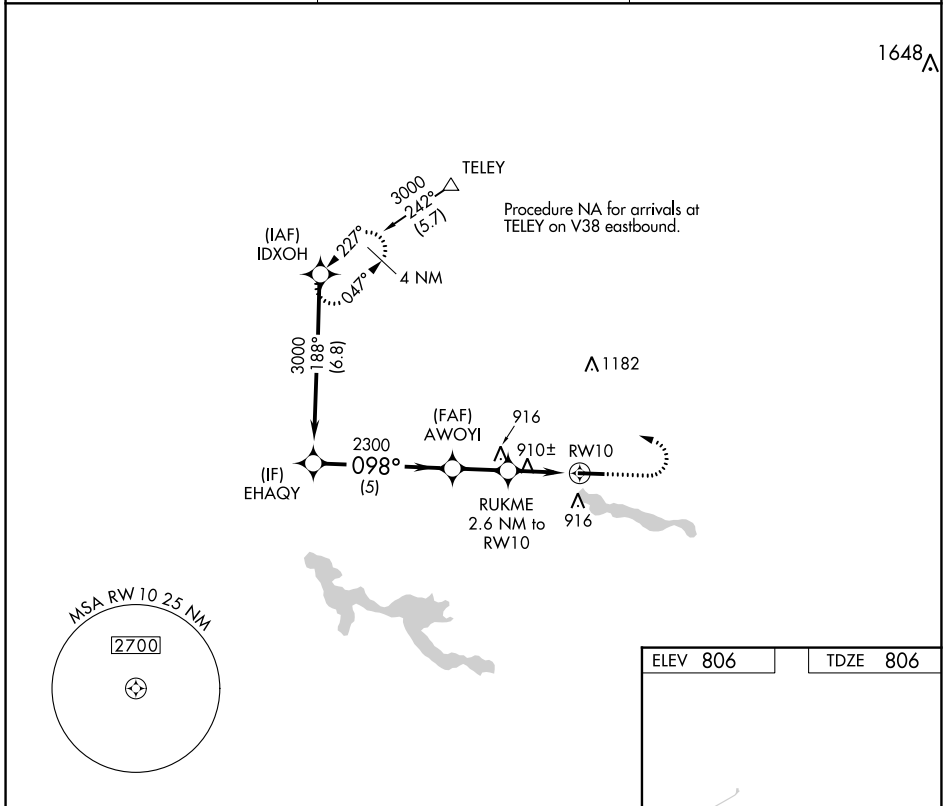 1648
TELEY
3000
242°
(5.7)
Procedure NA for arrivals at
TELEY on V38 eastbound.
(IAF)
IDXOH
227°
047°
4 NM
3000
188°
(6.8)
1182
(FAF)
AWOYI
916
910±
RW10
2300
098°
(5)
(IF)
EHAQY
RUKME
2.6 NM to
RW10
916
MSA RW 10 25 NM
2700
ELEV 806
TDZE 806